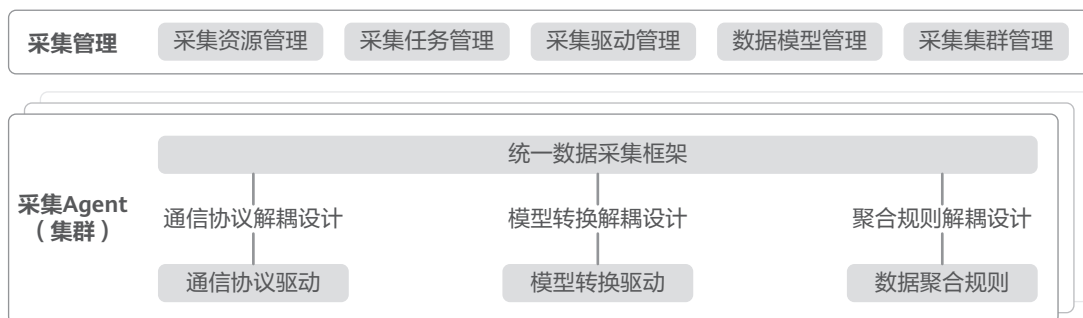 采集管理
采集资源管理
采集任务管理
采集驱动管理
数据模型管理
采集集群管理
采集Agent
（集群）
统一数据采集框架
通信协议解耦设计
模型转换解耦设计
聚合规则解耦设计
通信协议驱动
模型转换驱动
数据聚合规则